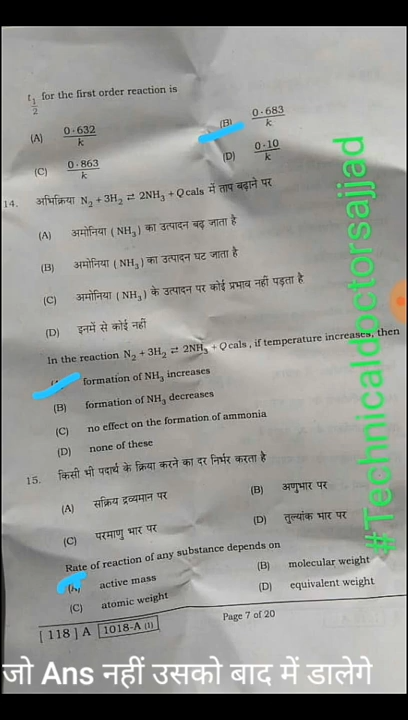 t 1/2 for the first order reaction is
(A) 0·632/k (B) 0·683/k
(C) 0·863/k (D) 0·10/k
14. अभिक्रिया N₂ + 3H₂ ⇌ 2NH₃ + Q cals में ताप बढ़ाने पर
(A) अमोनिया ( NH₃ ) का उत्पादन बढ़ जाता है
(B) अमोनिया ( NH₃ ) का उत्पादन घट जाता है
(C) अमोनिया ( NH₃ ) के उत्पादन पर कोई प्रभाव नहीं पड़ता है
(D) इनमें से कोई नहीं
In the reaction N₂ + 3H₂ ⇌ 2NH₃ + Q cals , if temperature increases, then
formation of NH₃ increases
(B) formation of NH₃ decreases
(C) no effect on the formation of ammonia
(D) none of these
15. किसी भी पदार्थ के क्रिया करने का दर निर्भर करता है
(A) सक्रिय द्रव्यमान पर (B) अणुभार पर
(C) परमाणु भार पर (D) तुल्यांक भार पर
Rate of reaction of any substance depends on
(A) active mass (B) molecular weight
(C) atomic weight (D) equivalent weight
[ 118 ] A 1018-A (1) Page 7 of 20
#Technicaldoctorsajjad
जो Ans नहीं उसको बाद में डालेगे